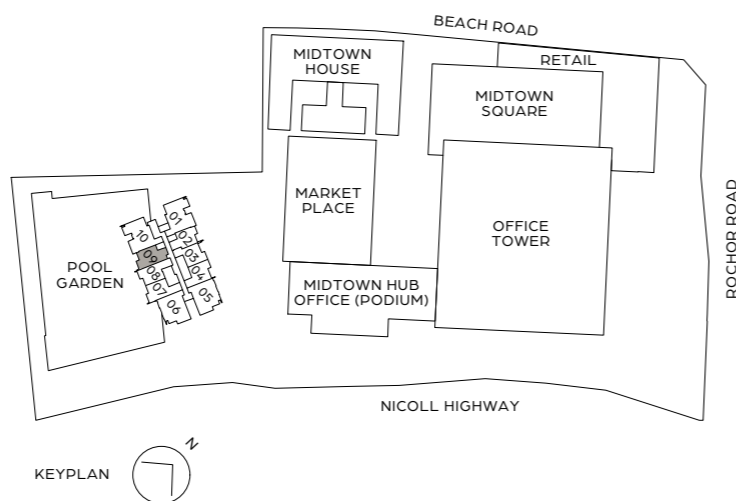 BEACH ROAD
MIDTOWN
HOUSE
RETAIL
MIDTOWN
SQUARE
MARKET
PLACE
OFFICE
TOWER
ROCHOR ROAD
POOL
GARDEN
01
02
03
04
05
10
09
08
07
06
MIDTOWN HUB
OFFICE (PODIUM)
NICOLL HIGHWAY
N
KEYPLAN